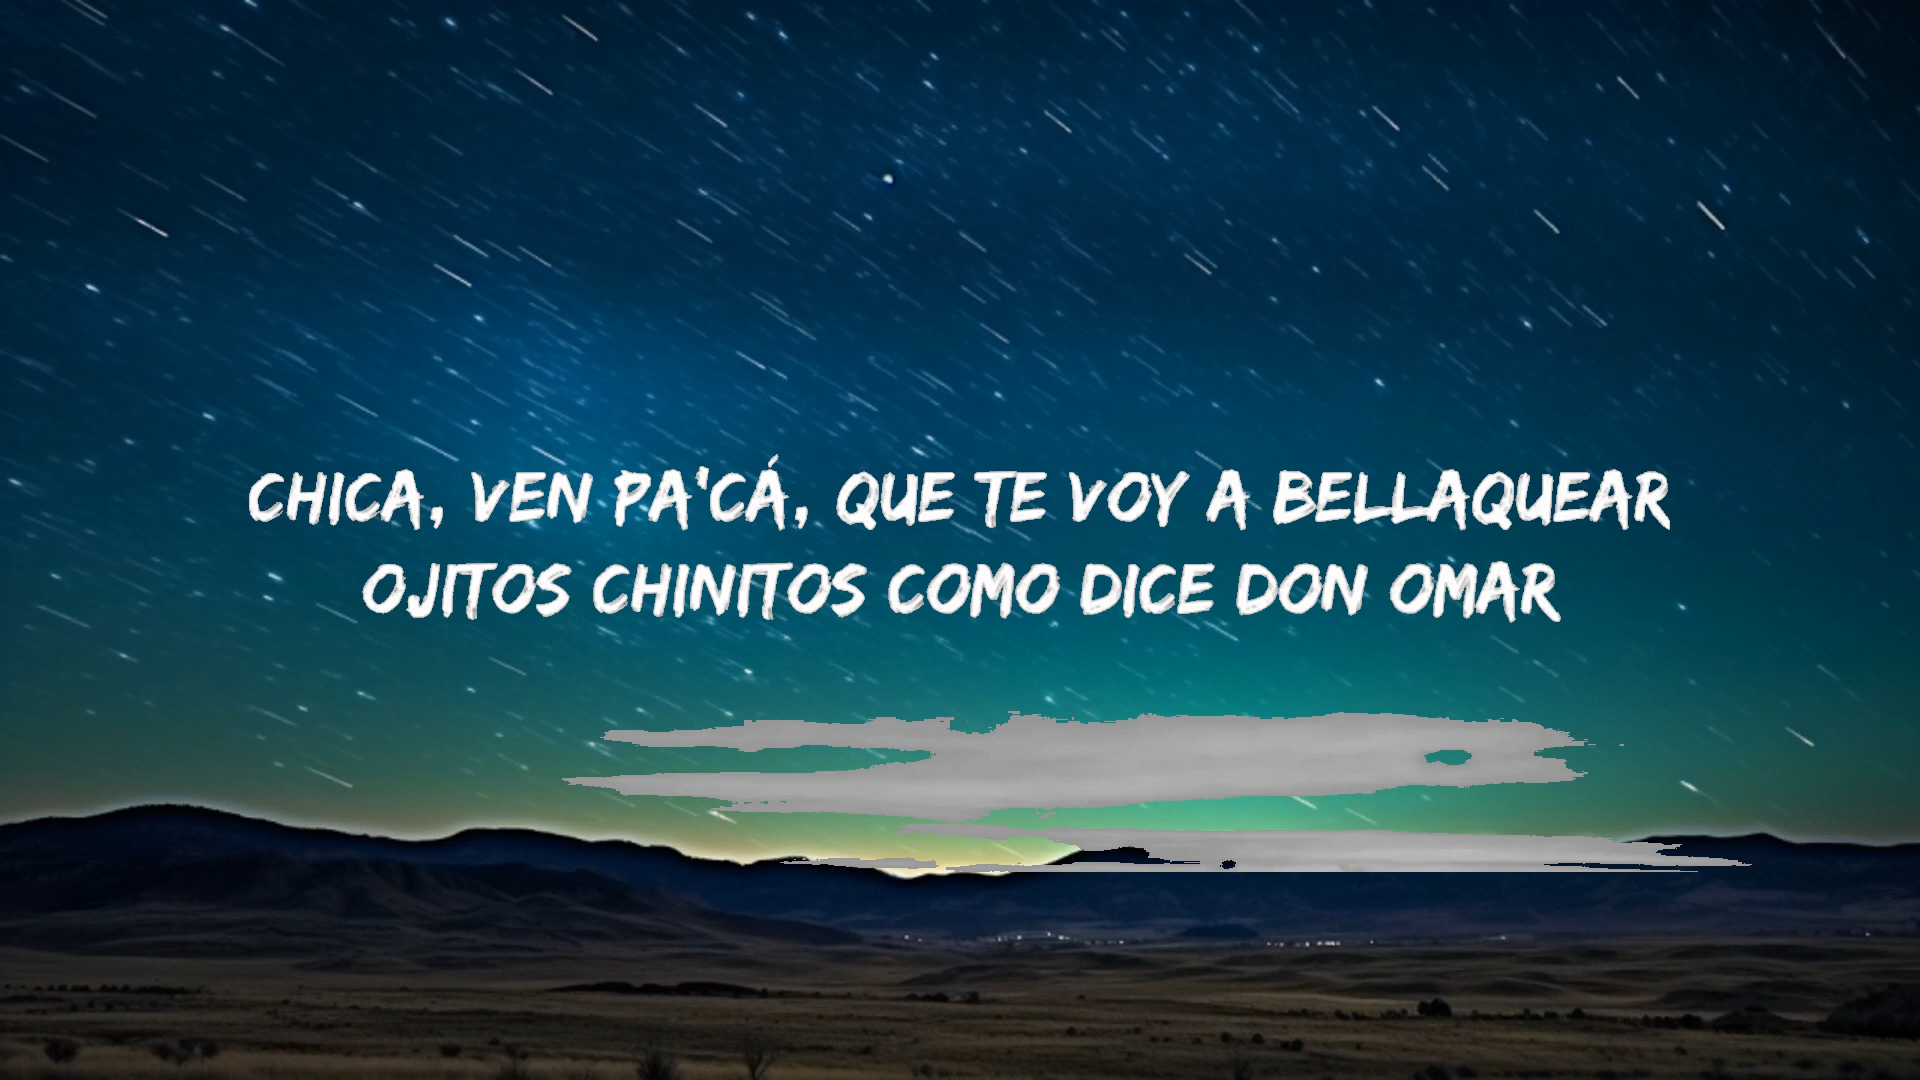 CHICA, VEN PA'CÁ, QUE TE VOY A BELLAQUEAR
OJITOS CHINITOS COMO DICE DON OMAR